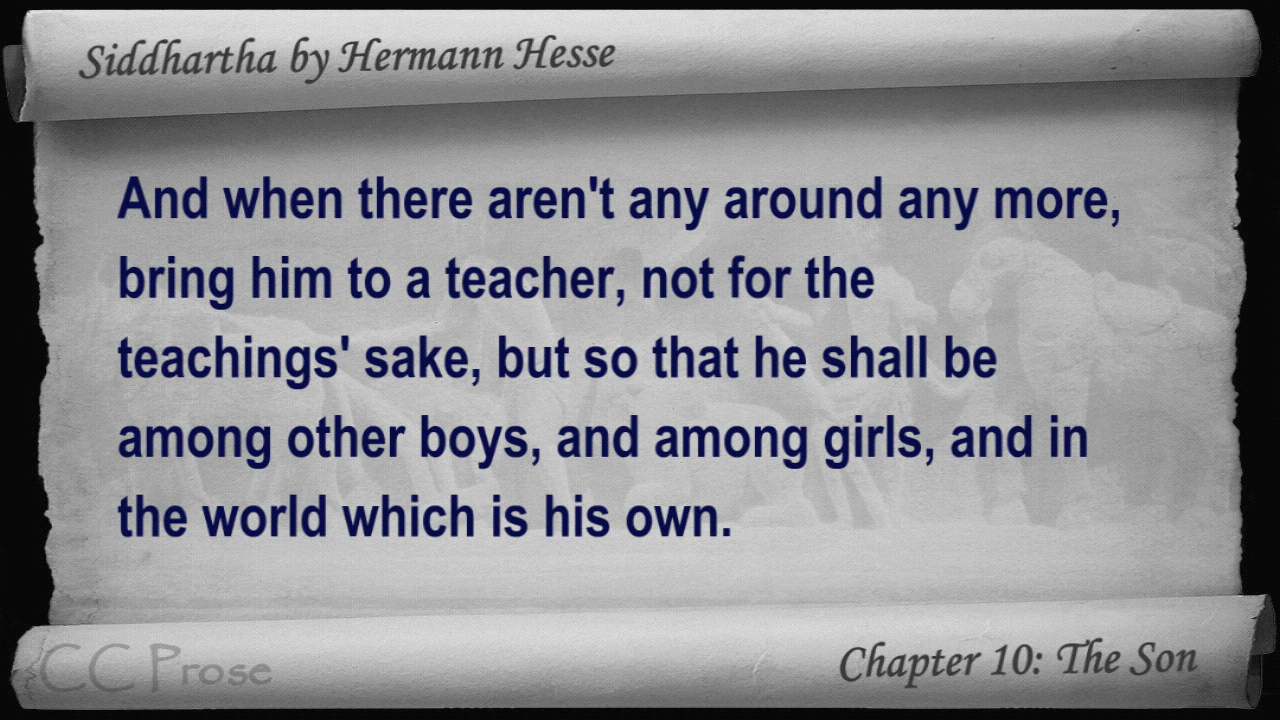 Siddhartha by Hermann Hesse
And when there aren't any around any more,
bring him to a teacher, not for the
teachings' sake, but so that he shall be
among other boys, and among girls, and in
the world which is his own.
CC Prose
Chapter 10: The Son